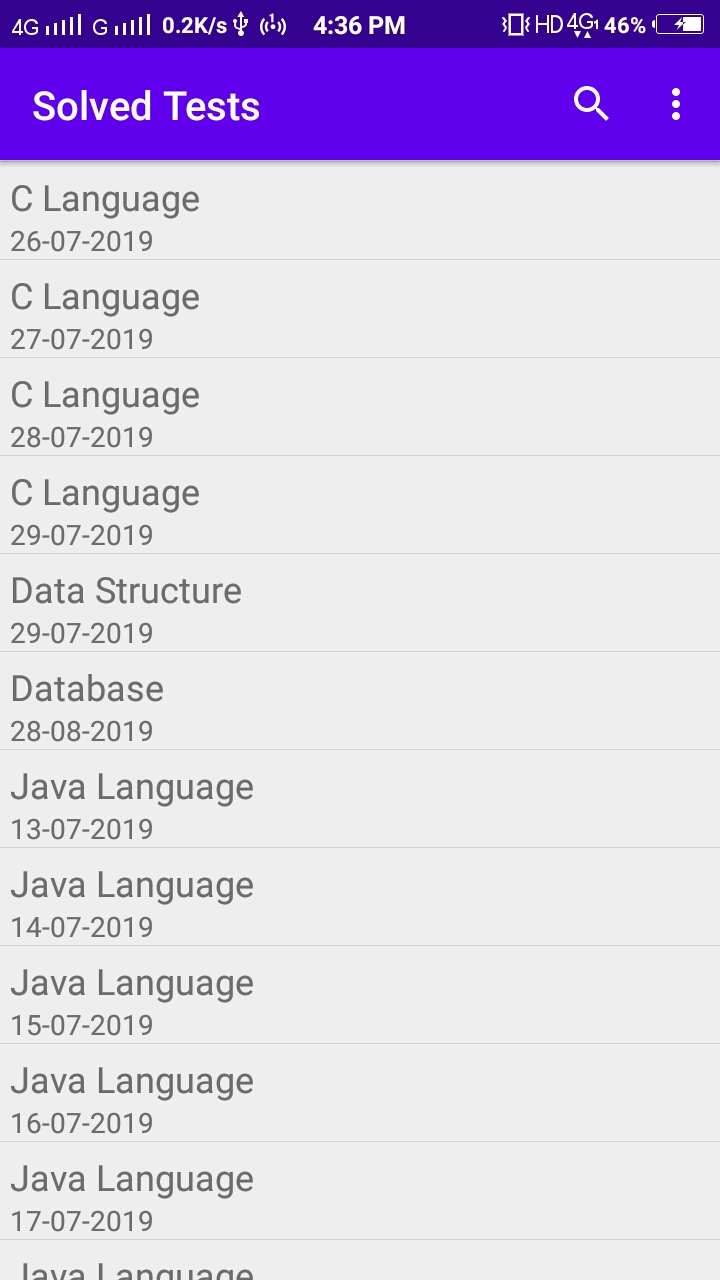 4G G 0.2K/s 4:36 PM HD 4G1 46%
Solved Tests
C Language
26-07-2019
C Language
27-07-2019
C Language
28-07-2019
C Language
29-07-2019
Data Structure
29-07-2019
Database
28-08-2019
Java Language
13-07-2019
Java Language
14-07-2019
Java Language
15-07-2019
Java Language
16-07-2019
Java Language
17-07-2019
Java Language